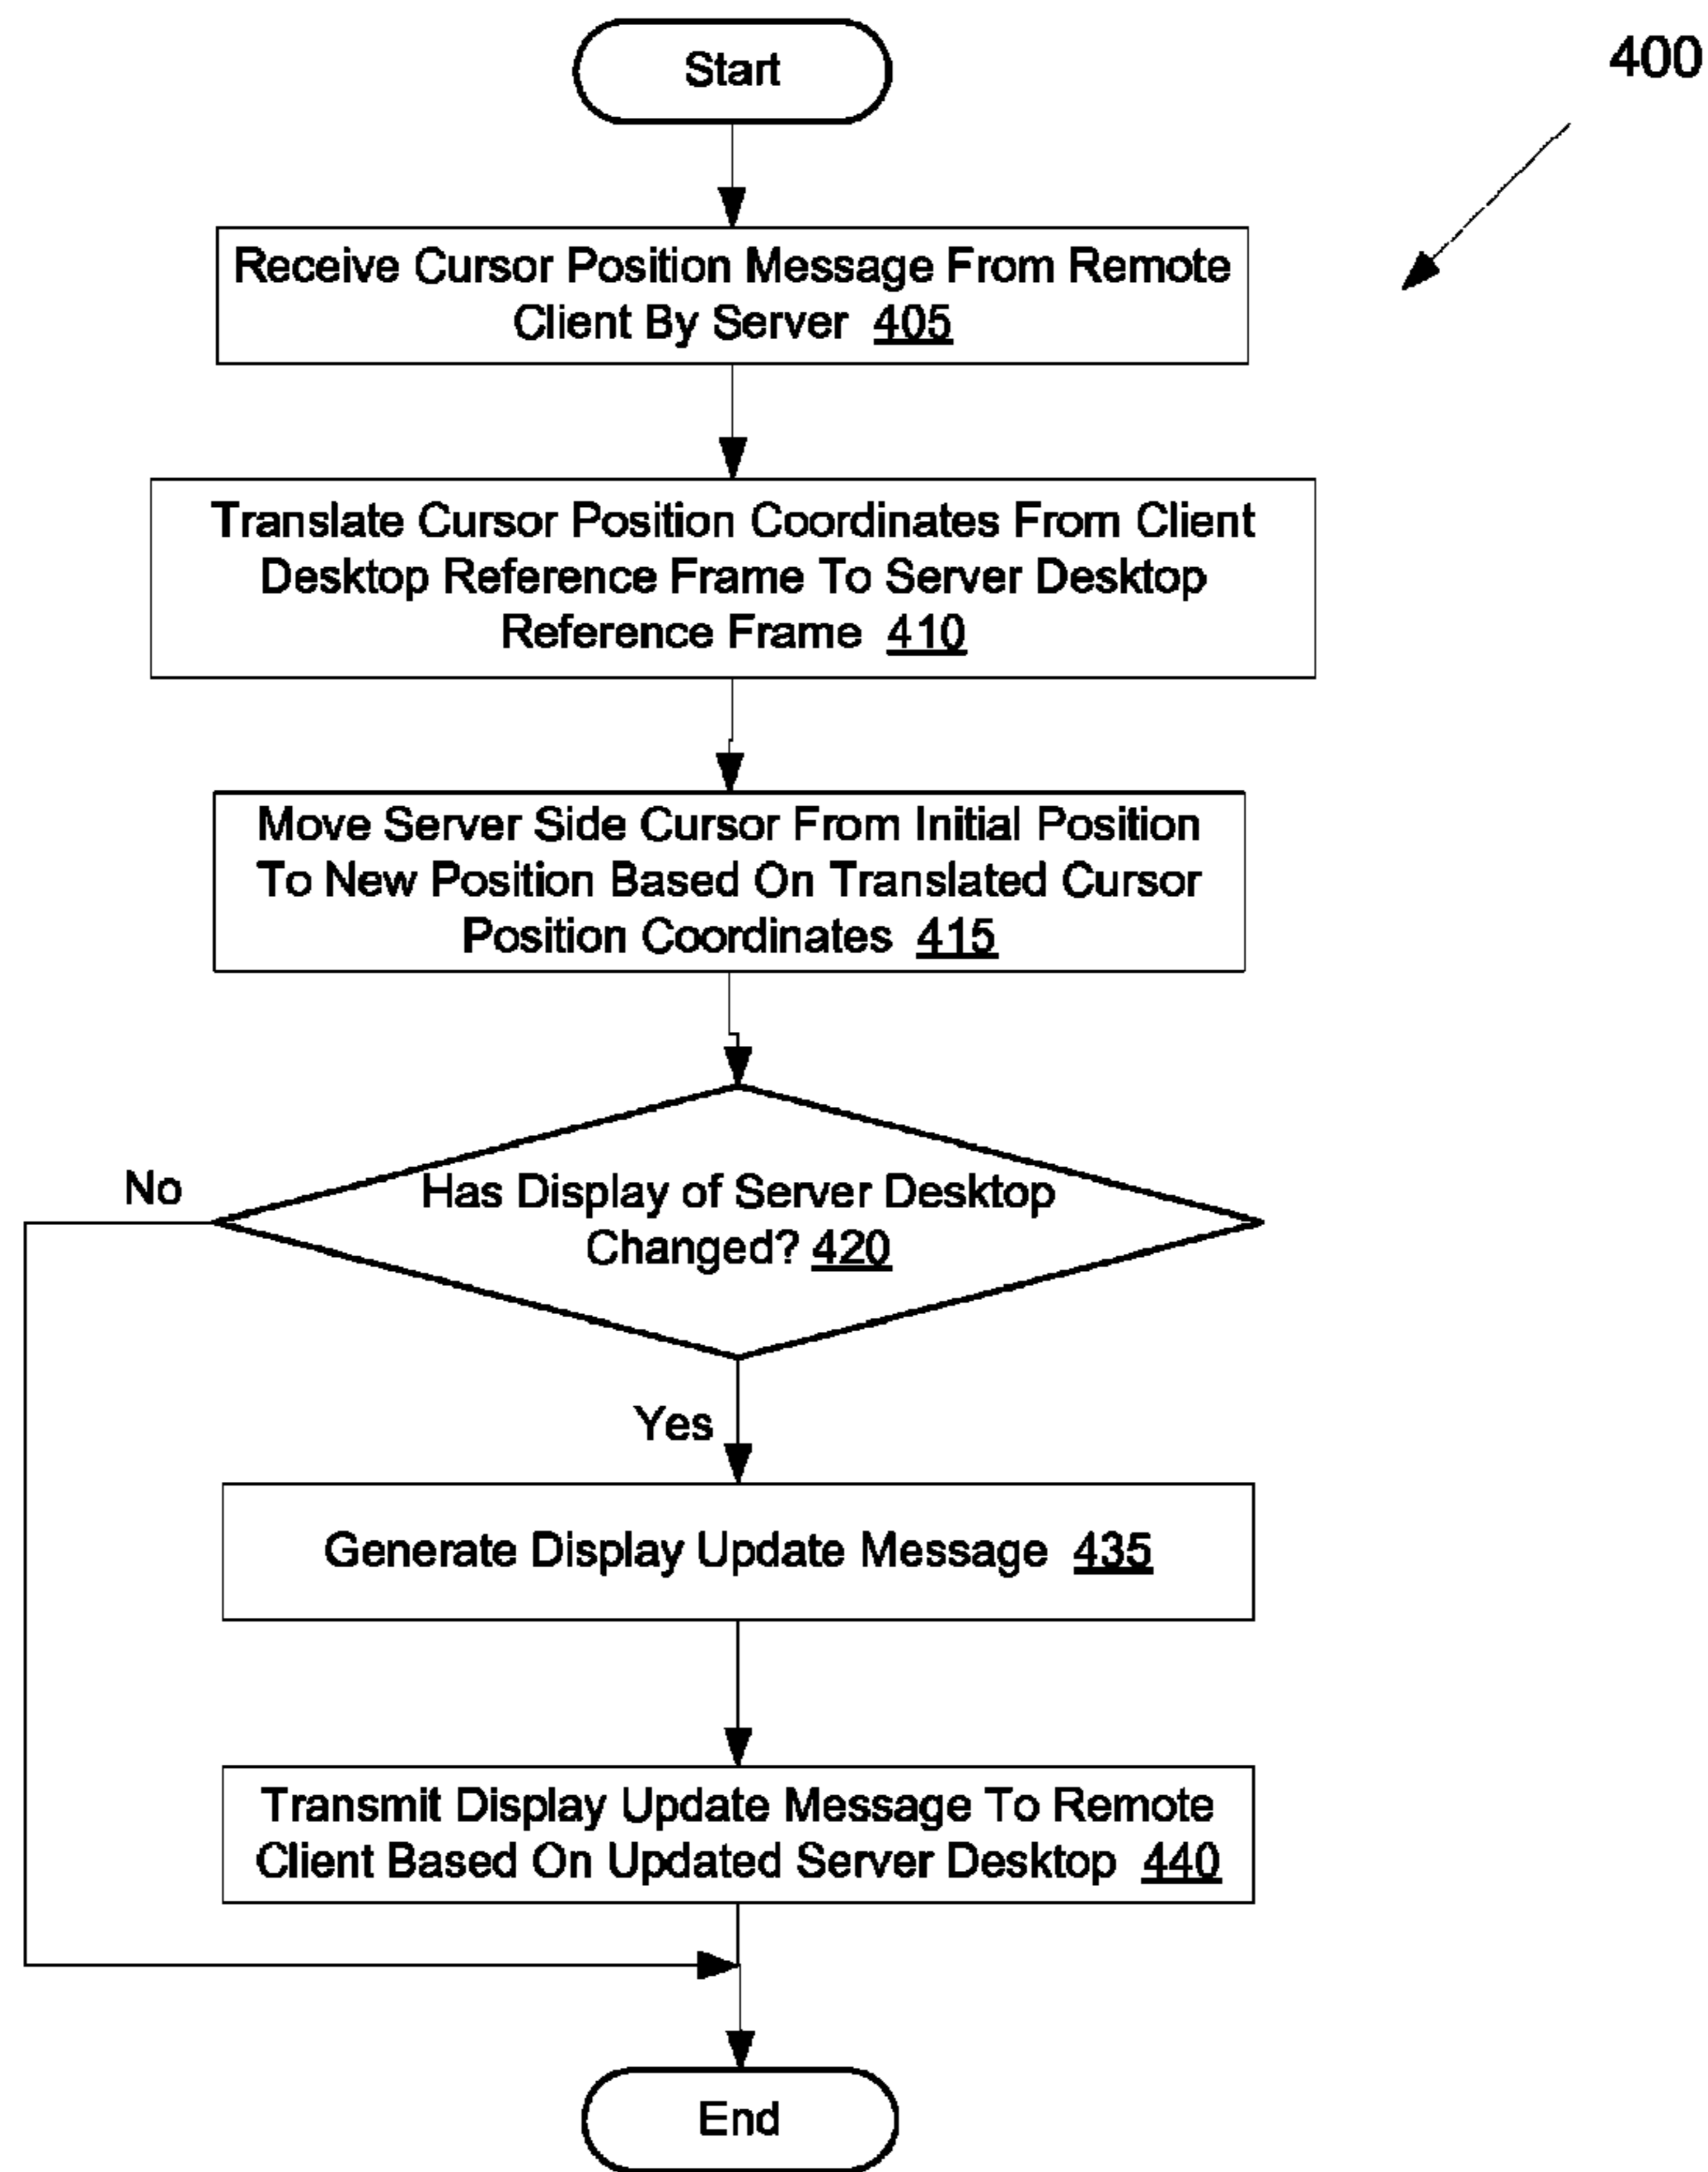 Start
400
Receive Cursor Position Message From Remote
Client By Server 405
Translate Cursor Position Coordinates From Client
Desktop Reference Frame To Server Desktop
Reference Frame 410
Move Server Side Cursor From Initial Position
To New Position Based On Translated Cursor
Position Coordinates 415
No
Has Display of Server Desktop
Changed? 420
Yes
Generate Display Update Message 435
Transmit Display Update Message To Remote
Client Based On Updated Server Desktop 440
End